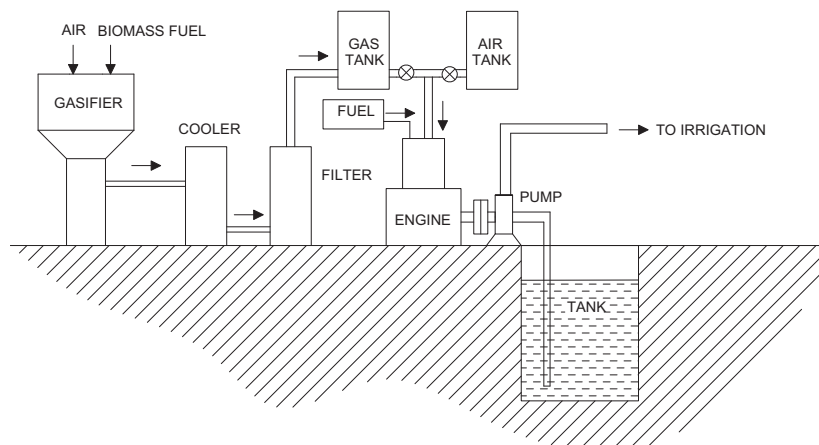 AIR
BIOMASS FUEL
GASIFIER
COOLER
FILTER
GAS
TANK
AIR
TANK
FUEL
ENGINE
PUMP
TO IRRIGATION
TANK